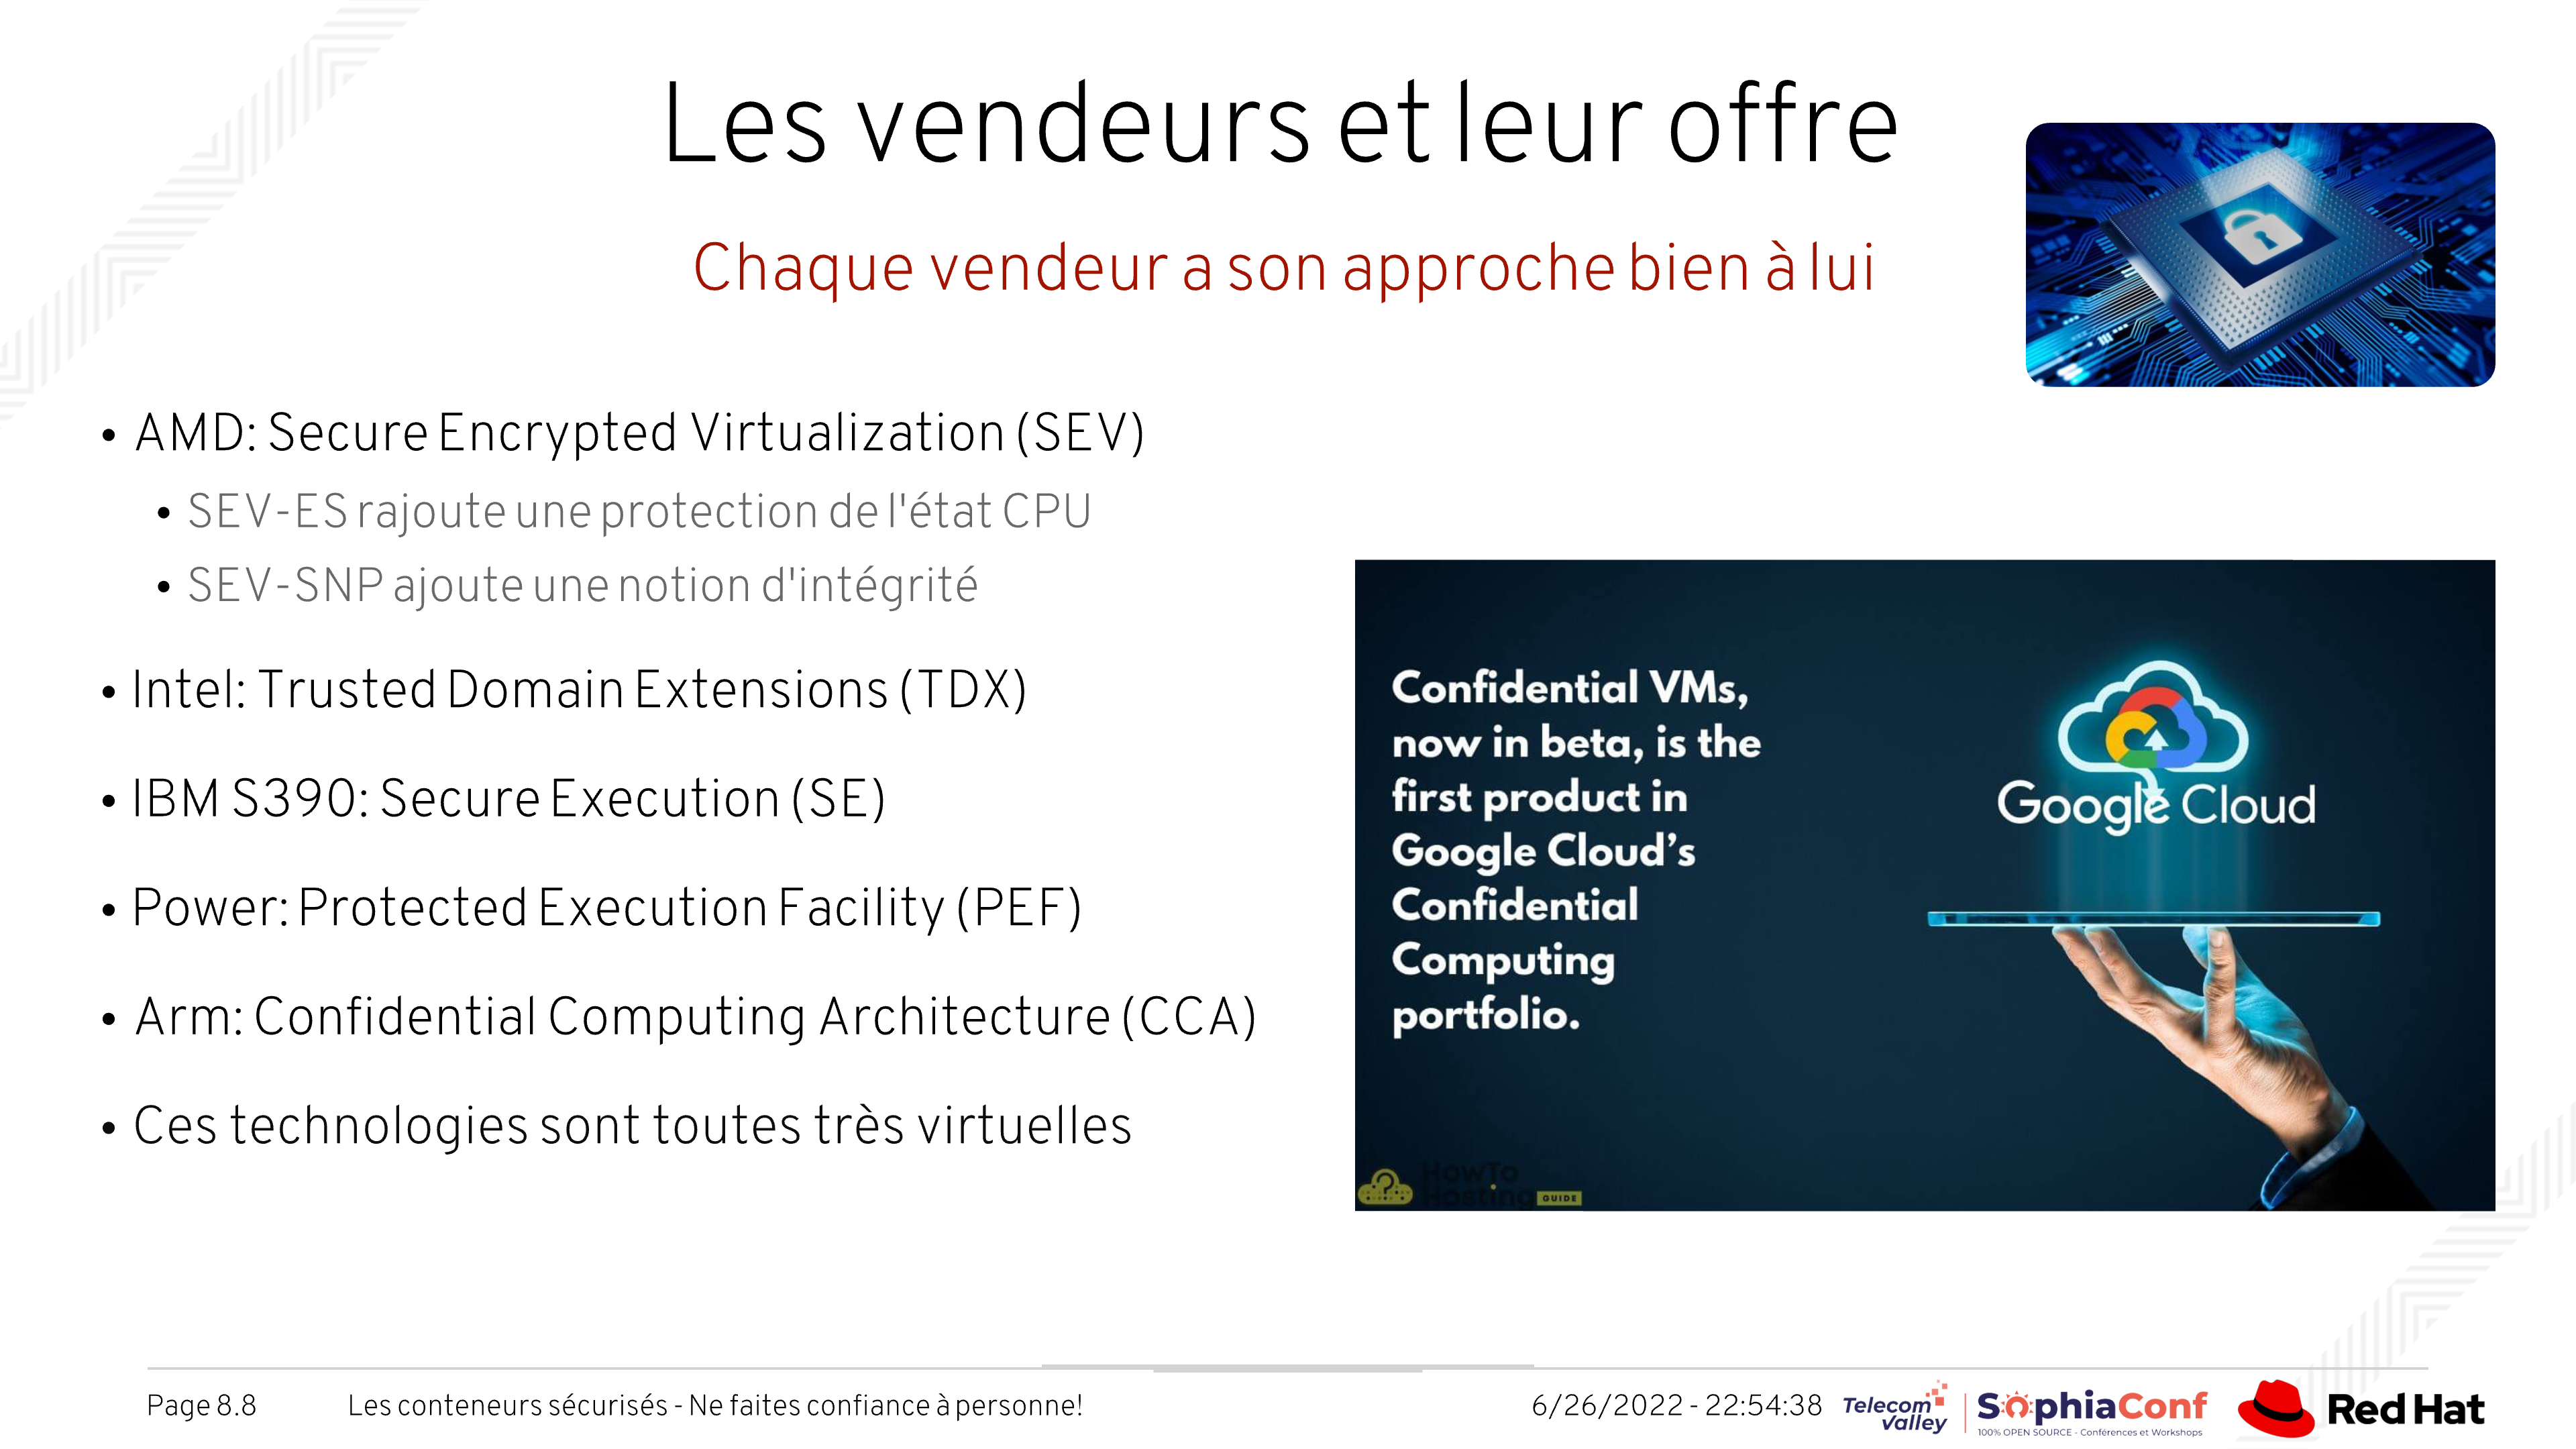 Les vendeurs et leur offre
Chaque vendeur a son approche bien à lui
• AMD: Secure Encrypted Virtualization (SEV)
• SEV-ES rajoute une protection de l'état CPU
• SEV-SNP ajoute une notion d'intégrité
• Intel: Trusted Domain Extensions (TDX)
• IBM S390: Secure Execution (SE)
• Power: Protected Execution Facility (PEF)
• Arm: Confidential Computing Architecture (CCA)
• Ces technologies sont toutes très virtuelles
Confidential VMs,
now in beta, is the
first product in
Google Cloud’s
Confidential
Computing
portfolio.
Google Cloud
HowTo
Hosting GUIDE
Page 8.8
Les conteneurs sécurisés - Ne faites confiance à personne!
6/26/2022 - 22:54:38
Telecom
Valley
SophiaConf
100% OPEN SOURCE - Conférences et Workshops
Red Hat